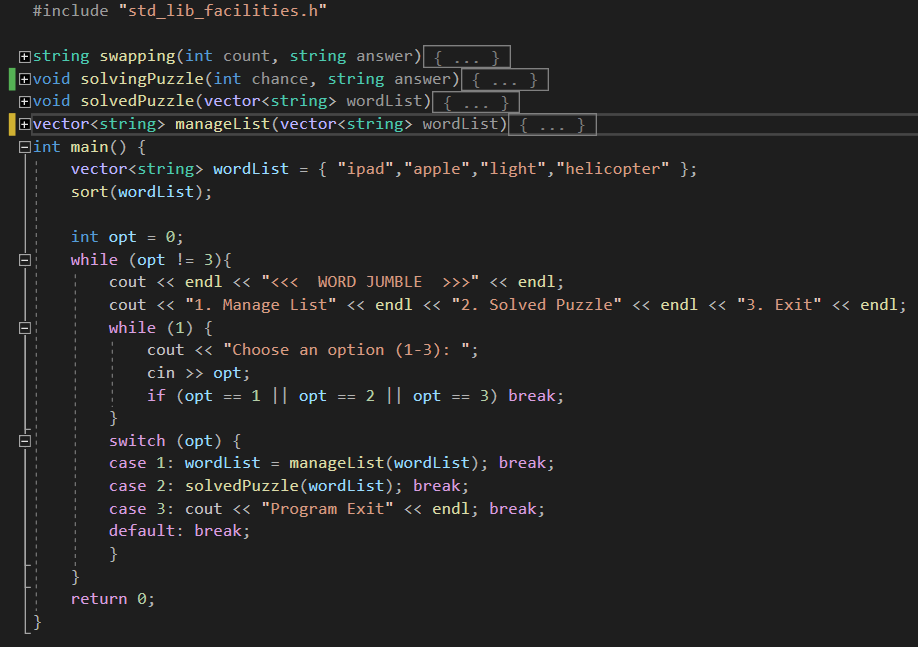 #include "std_lib_facilities.h"
string swapping(int count, string answer){ ... }
void solvingPuzzle(int chance, string answer){ ... }
void solvedPuzzle(vector<string> wordList){ ... }
vector<string> manageList(vector<string> wordList){ ... }
int main() {
vector<string> wordList = { "ipad","apple","light","helicopter" };
sort(wordList);
int opt = 0;
while (opt != 3){
cout << endl << "<<<  WORD JUMBLE  >>>" << endl;
cout << "1. Manage List" << endl << "2. Solved Puzzle" << endl << "3. Exit" << endl;
while (1) {
cout << "Choose an option (1-3): ";
cin >> opt;
if (opt == 1 || opt == 2 || opt == 3) break;
}
switch (opt) {
case 1: wordList = manageList(wordList); break;
case 2: solvedPuzzle(wordList); break;
case 3: cout << "Program Exit" << endl; break;
default: break;
}
}
return 0;
}